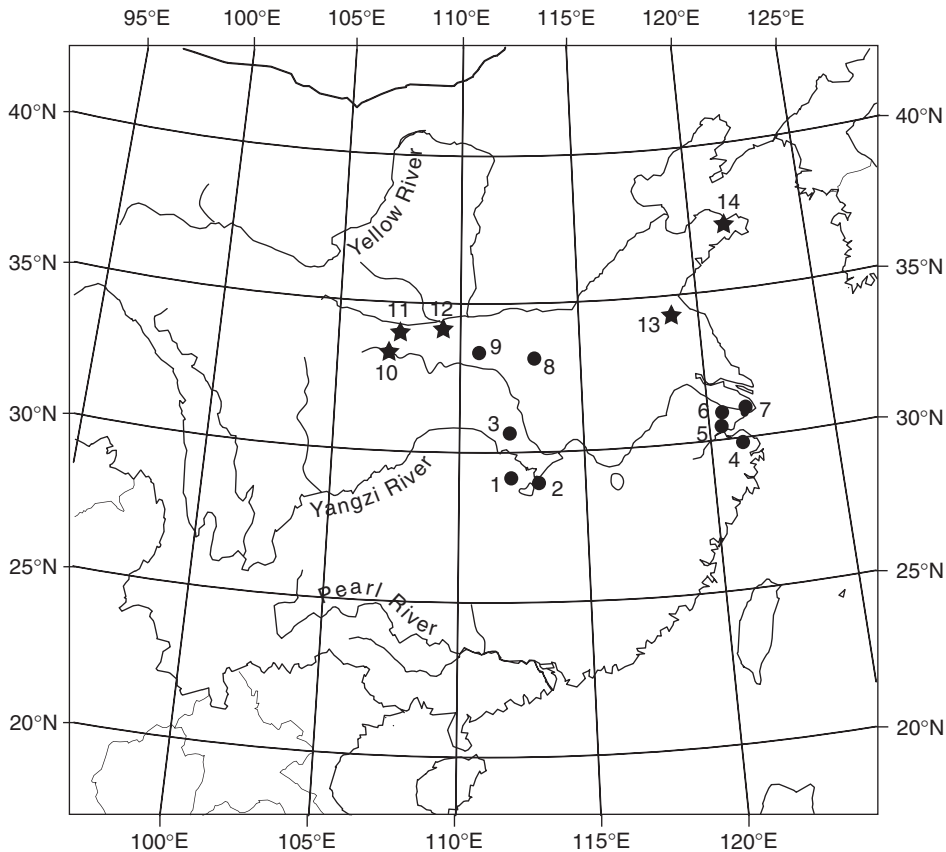 95°E 100°E 105°E 110°E 115°E 120°E 125°E
40°N 40°N
Yellow River
14
35°N 35°N
11 12
13
10 9 8
30°N 30°N
3 6 7
5
4
1 2
Yangzi River
25°N 25°N
Pearl River
20°N 20°N
100°E 105°E 110°E 115°E 120°E